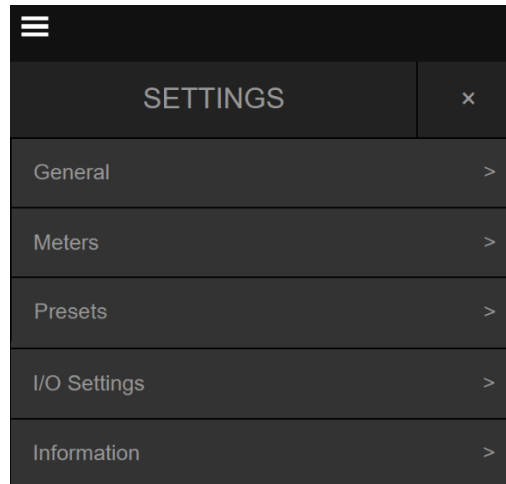 SETTINGS ×
General >
Meters >
Presets >
I/O Settings >
Information >